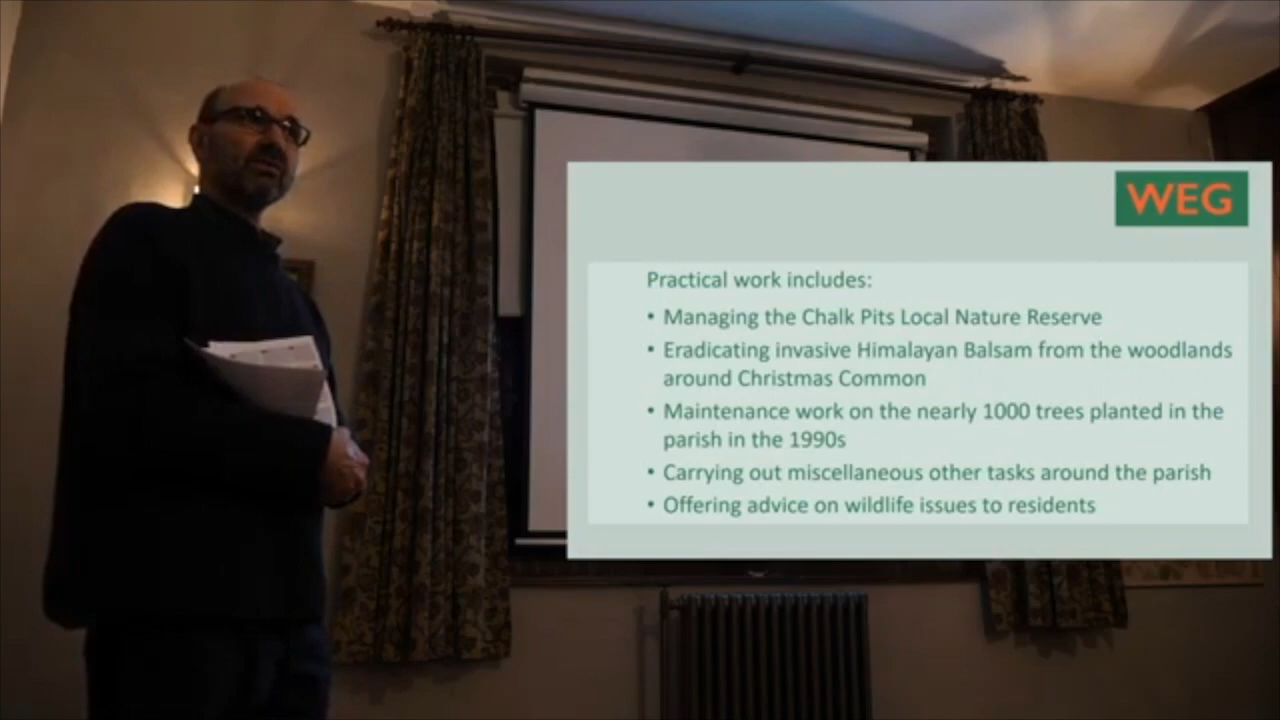 WEG
Practical work includes:
• Managing the Chalk Pits Local Nature Reserve
• Eradicating invasive Himalayan Balsam from the woodlands
around Christmas Common
• Maintenance work on the nearly 1000 trees planted in the
parish in the 1990s
• Carrying out miscellaneous other tasks around the parish
• Offering advice on wildlife issues to residents